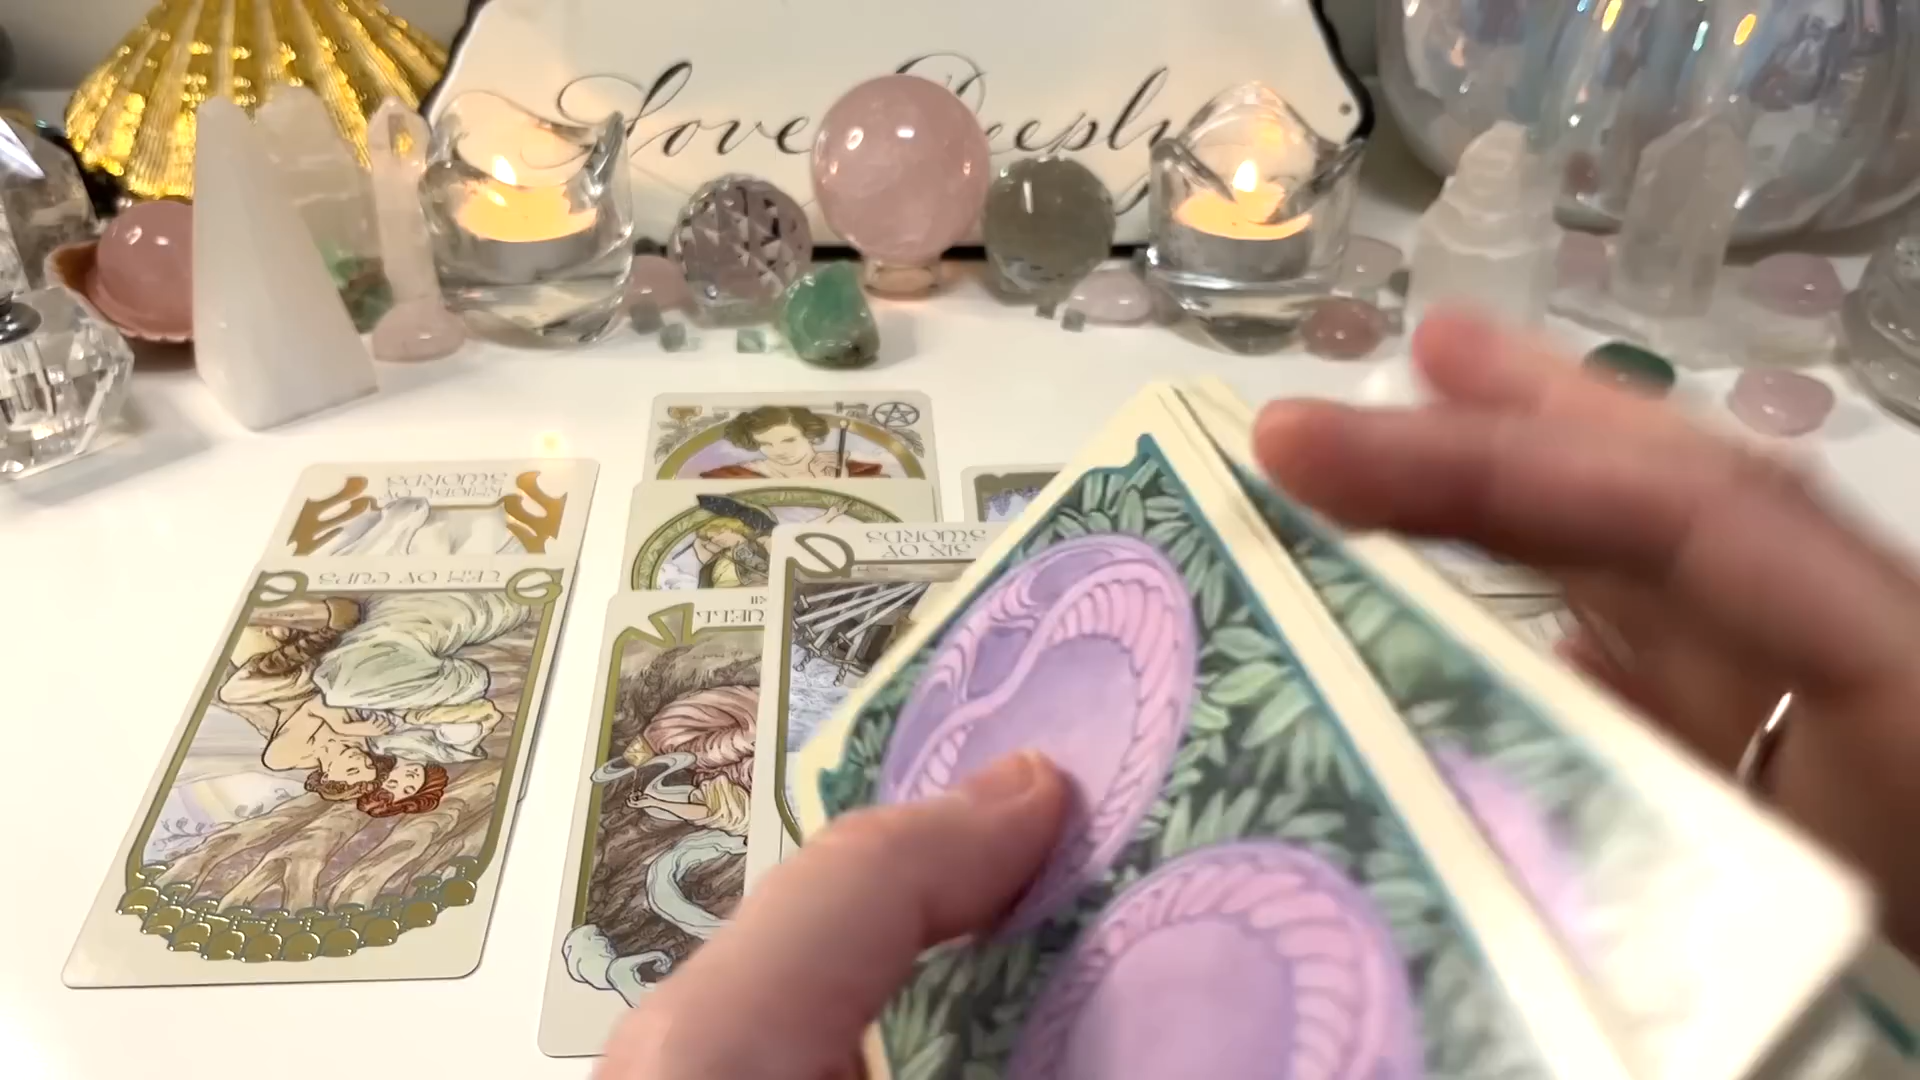 Love Deeply
KNIGHT OF
SWORDS
TEN OF CUPS
SIX OF
SWORDS